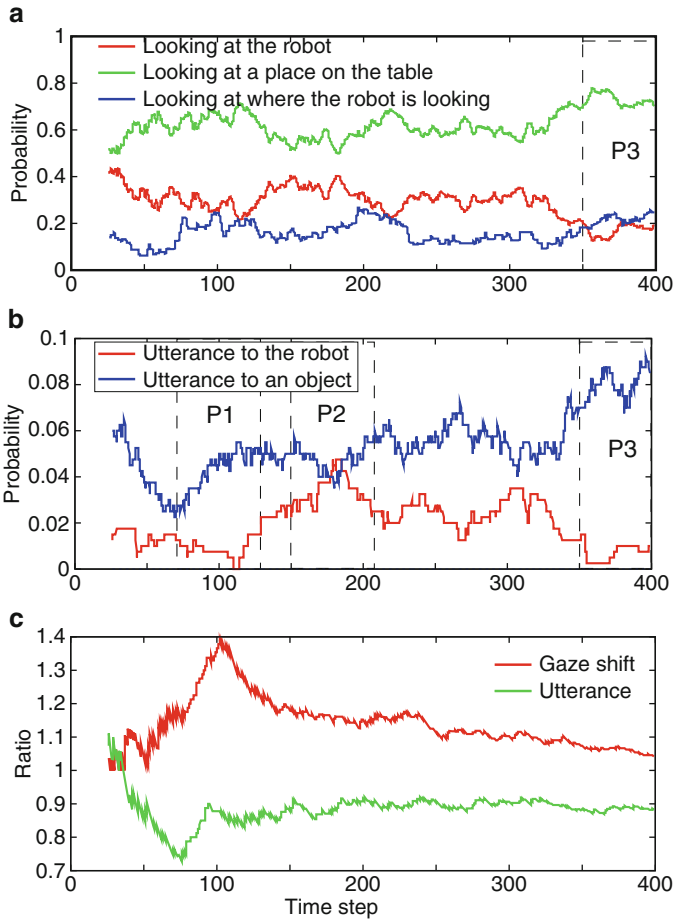 a
1
0.8
0.6
0.4
0.2
0
Probability
Looking at the robot
Looking at a place on the table
Looking at where the robot is looking
P3
0 100 200 300 400
b
0.1
0.08
0.06
0.04
0.02
0
Probability
Utterance to the robot
Utterance to an object
P1 P2
P3
0 100 200 300 400
c
1.4
1.3
1.2
1.1
1
0.9
0.8
0.7
Ratio
Gaze shift
Utterance
0 100 200 300 400
Time step